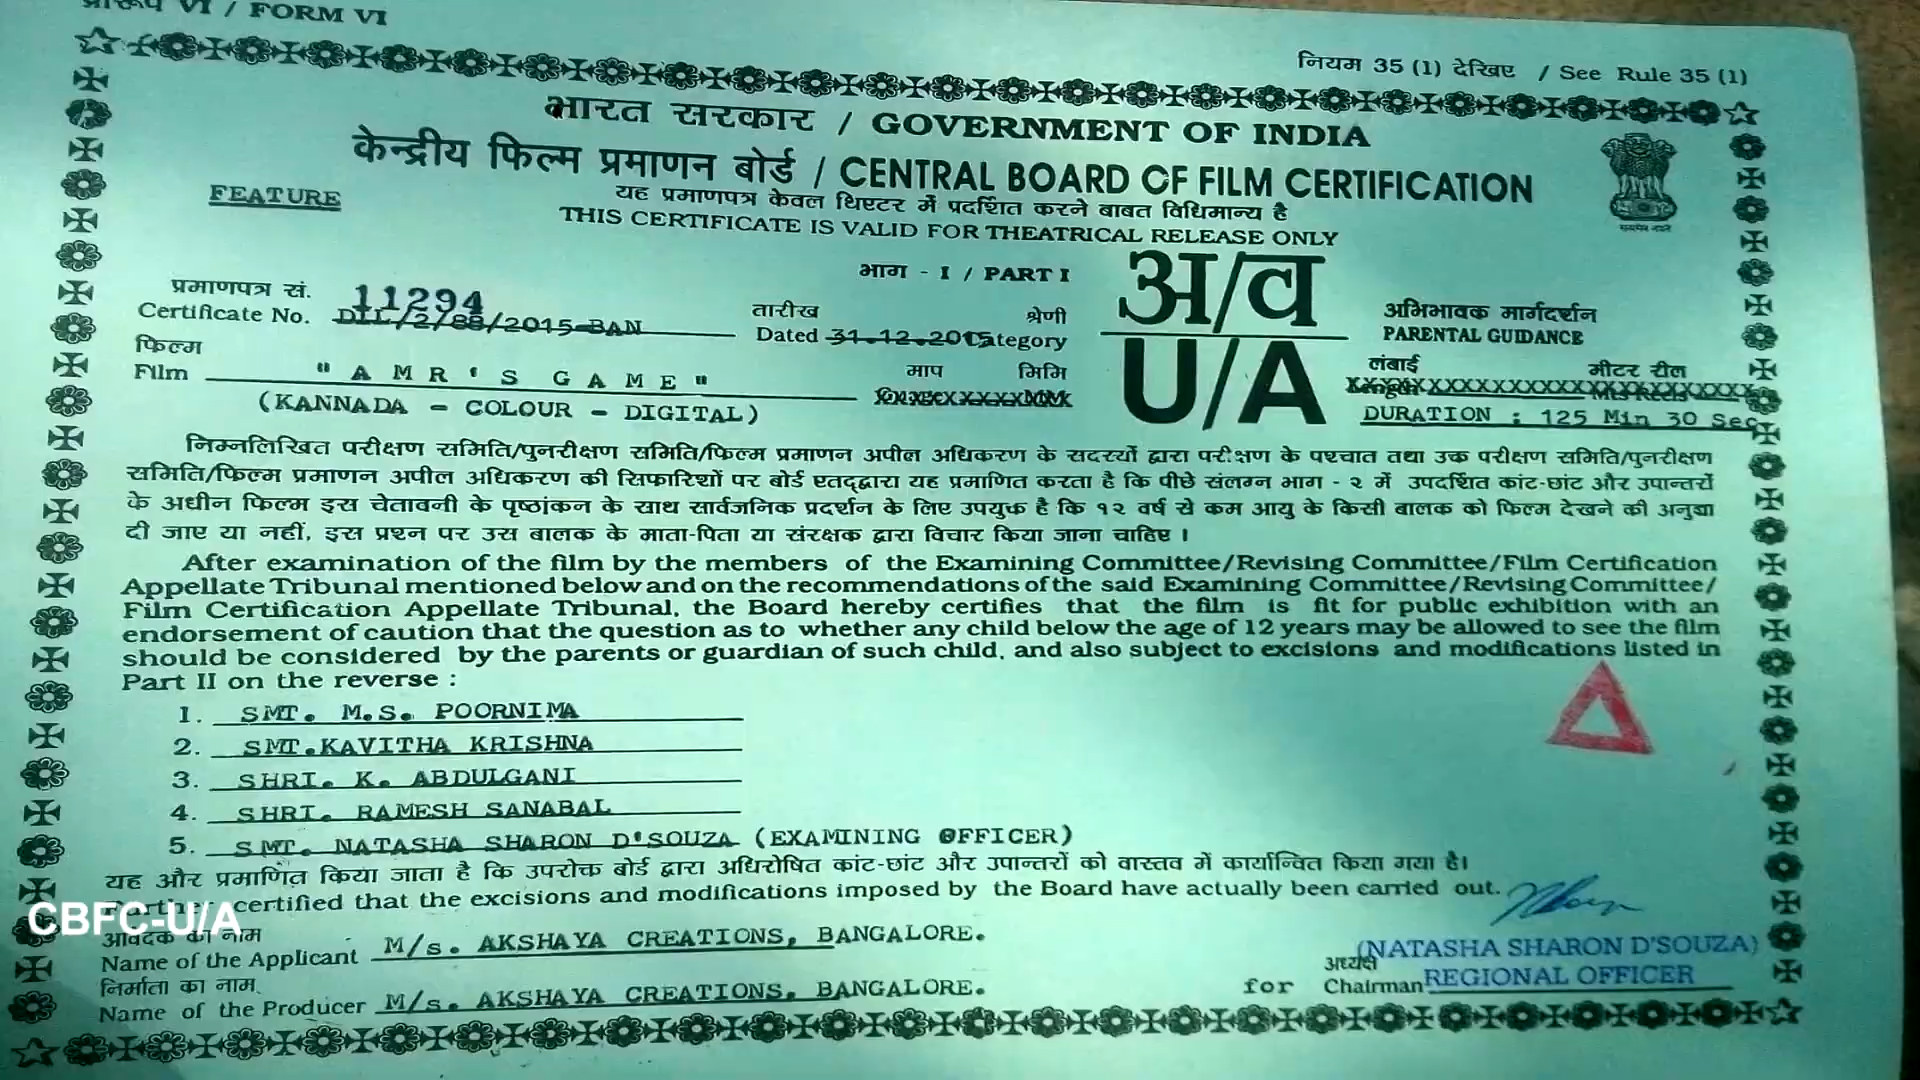 प्रारूप VI / FORM VI
नियम 35 (1) देखिए / See Rule 35 (1)
भारत सरकार / GOVERNMENT OF INDIA
केन्द्रीय फिल्म प्रमाणन बोर्ड / CENTRAL BOARD OF FILM CERTIFICATION
FEATURE
यह प्रमाणपत्र केवल थिएटर में प्रदर्शित करने बाबत विधिमान्य है
THIS CERTIFICATE IS VALID FOR THEATRICAL RELEASE ONLY
भाग - I / PART I
अ/व
U/A
प्रमाणपत्र सं. 11294
Certificate No. DIL/2/88/2015-BAN
तारीख
Dated 31.12.2015
श्रेणी
Category
अभिभावक मार्गदर्शन
PARENTAL GUIDANCE
फिल्म
Film "AMR'S GAME"
(KANNADA - COLOUR - DIGITAL)
माप मिमि
लंबाई मीटर रील
DURATION : 125 Min 30 Sec
निम्नलिखित परीक्षण समिति/पुनरीक्षण समिति/फिल्म प्रमाणन अपील अधिकरण के सदस्यों द्वारा परीक्षण के पश्चात तथा उक्त परीक्षण समिति/पुनरीक्षण
समिति/फिल्म प्रमाणन अपील अधिकरण की सिफारिशों पर बोर्ड एतद्द्वारा यह प्रमाणित करता है कि पीछे संलग्न भाग - २ में उपदर्शित कांट-छांट और उपान्तरों
के अधीन फिल्म इस चेतावनी के पृष्ठांकन के साथ सार्वजनिक प्रदर्शन के लिए उपयुक्त है कि १२ वर्ष से कम आयु के किसी बालक को फिल्म देखने की अनुज्ञा
दी जाए या नहीं, इस प्रश्न पर उस बालक के माता-पिता या संरक्षक द्वारा विचार किया जाना चाहिए ।
After examination of the film by the members of the Examining Committee/Revising Committee/Film Certification
Appellate Tribunal mentioned below and on the recommendations of the said Examining Committee/Revising Committee/
Film Certification Appellate Tribunal, the Board hereby certifies that the film is fit for public exhibition with an
endorsement of caution that the question as to whether any child below the age of 12 years may be allowed to see the film
should be considered by the parents or guardian of such child, and also subject to excisions and modifications listed in
Part II on the reverse :
1. SMT. M.S. POORNIMA
2. SMT.KAVITHA KRISHNA
3. SHRI. K. ABDULGANI
4. SHRI. RAMESH SANABAL
5. SMT. NATASHA SHARON D'SOUZA (EXAMINING OFFICER)
यह और प्रमाणित किया जाता है कि उपरोक्त बोर्ड द्वारा अधिरोपित कांट-छांट और उपान्तरों को वास्तव में कार्यान्वित किया गया है।
Further certified that the excisions and modifications imposed by the Board have actually been carried out.
CBFC-U/A
आवेदक का नाम
Name of the Applicant M/s. AKSHAYA CREATIONS, BANGALORE.
निर्माता का नाम
Name of the Producer M/s. AKSHAYA CREATIONS, BANGALORE.
(NATASHA SHARON D'SOUZA)
अध्यक्ष
for Chairman REGIONAL OFFICER